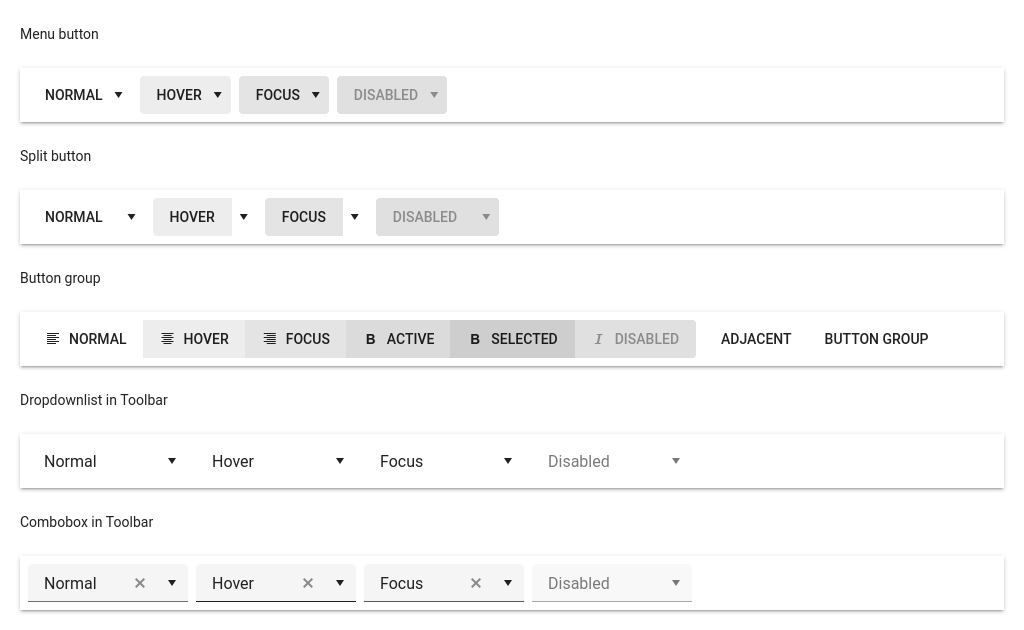 Menu button
NORMAL HOVER FOCUS DISABLED
Split button
NORMAL HOVER FOCUS DISABLED
Button group
NORMAL HOVER FOCUS B ACTIVE B SELECTED I DISABLED ADJACENT BUTTON GROUP
Dropdownlist in Toolbar
Normal Hover Focus Disabled
Combobox in Toolbar
Normal Hover Focus Disabled